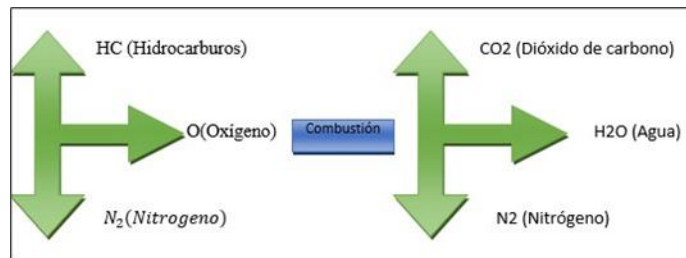 HC (Hidrocarburos)
O(Oxígeno)
N₂(Nitrogeno)
Combustión
CO2 (Dióxido de carbono)
H2O (Agua)
N2 (Nitrógeno)